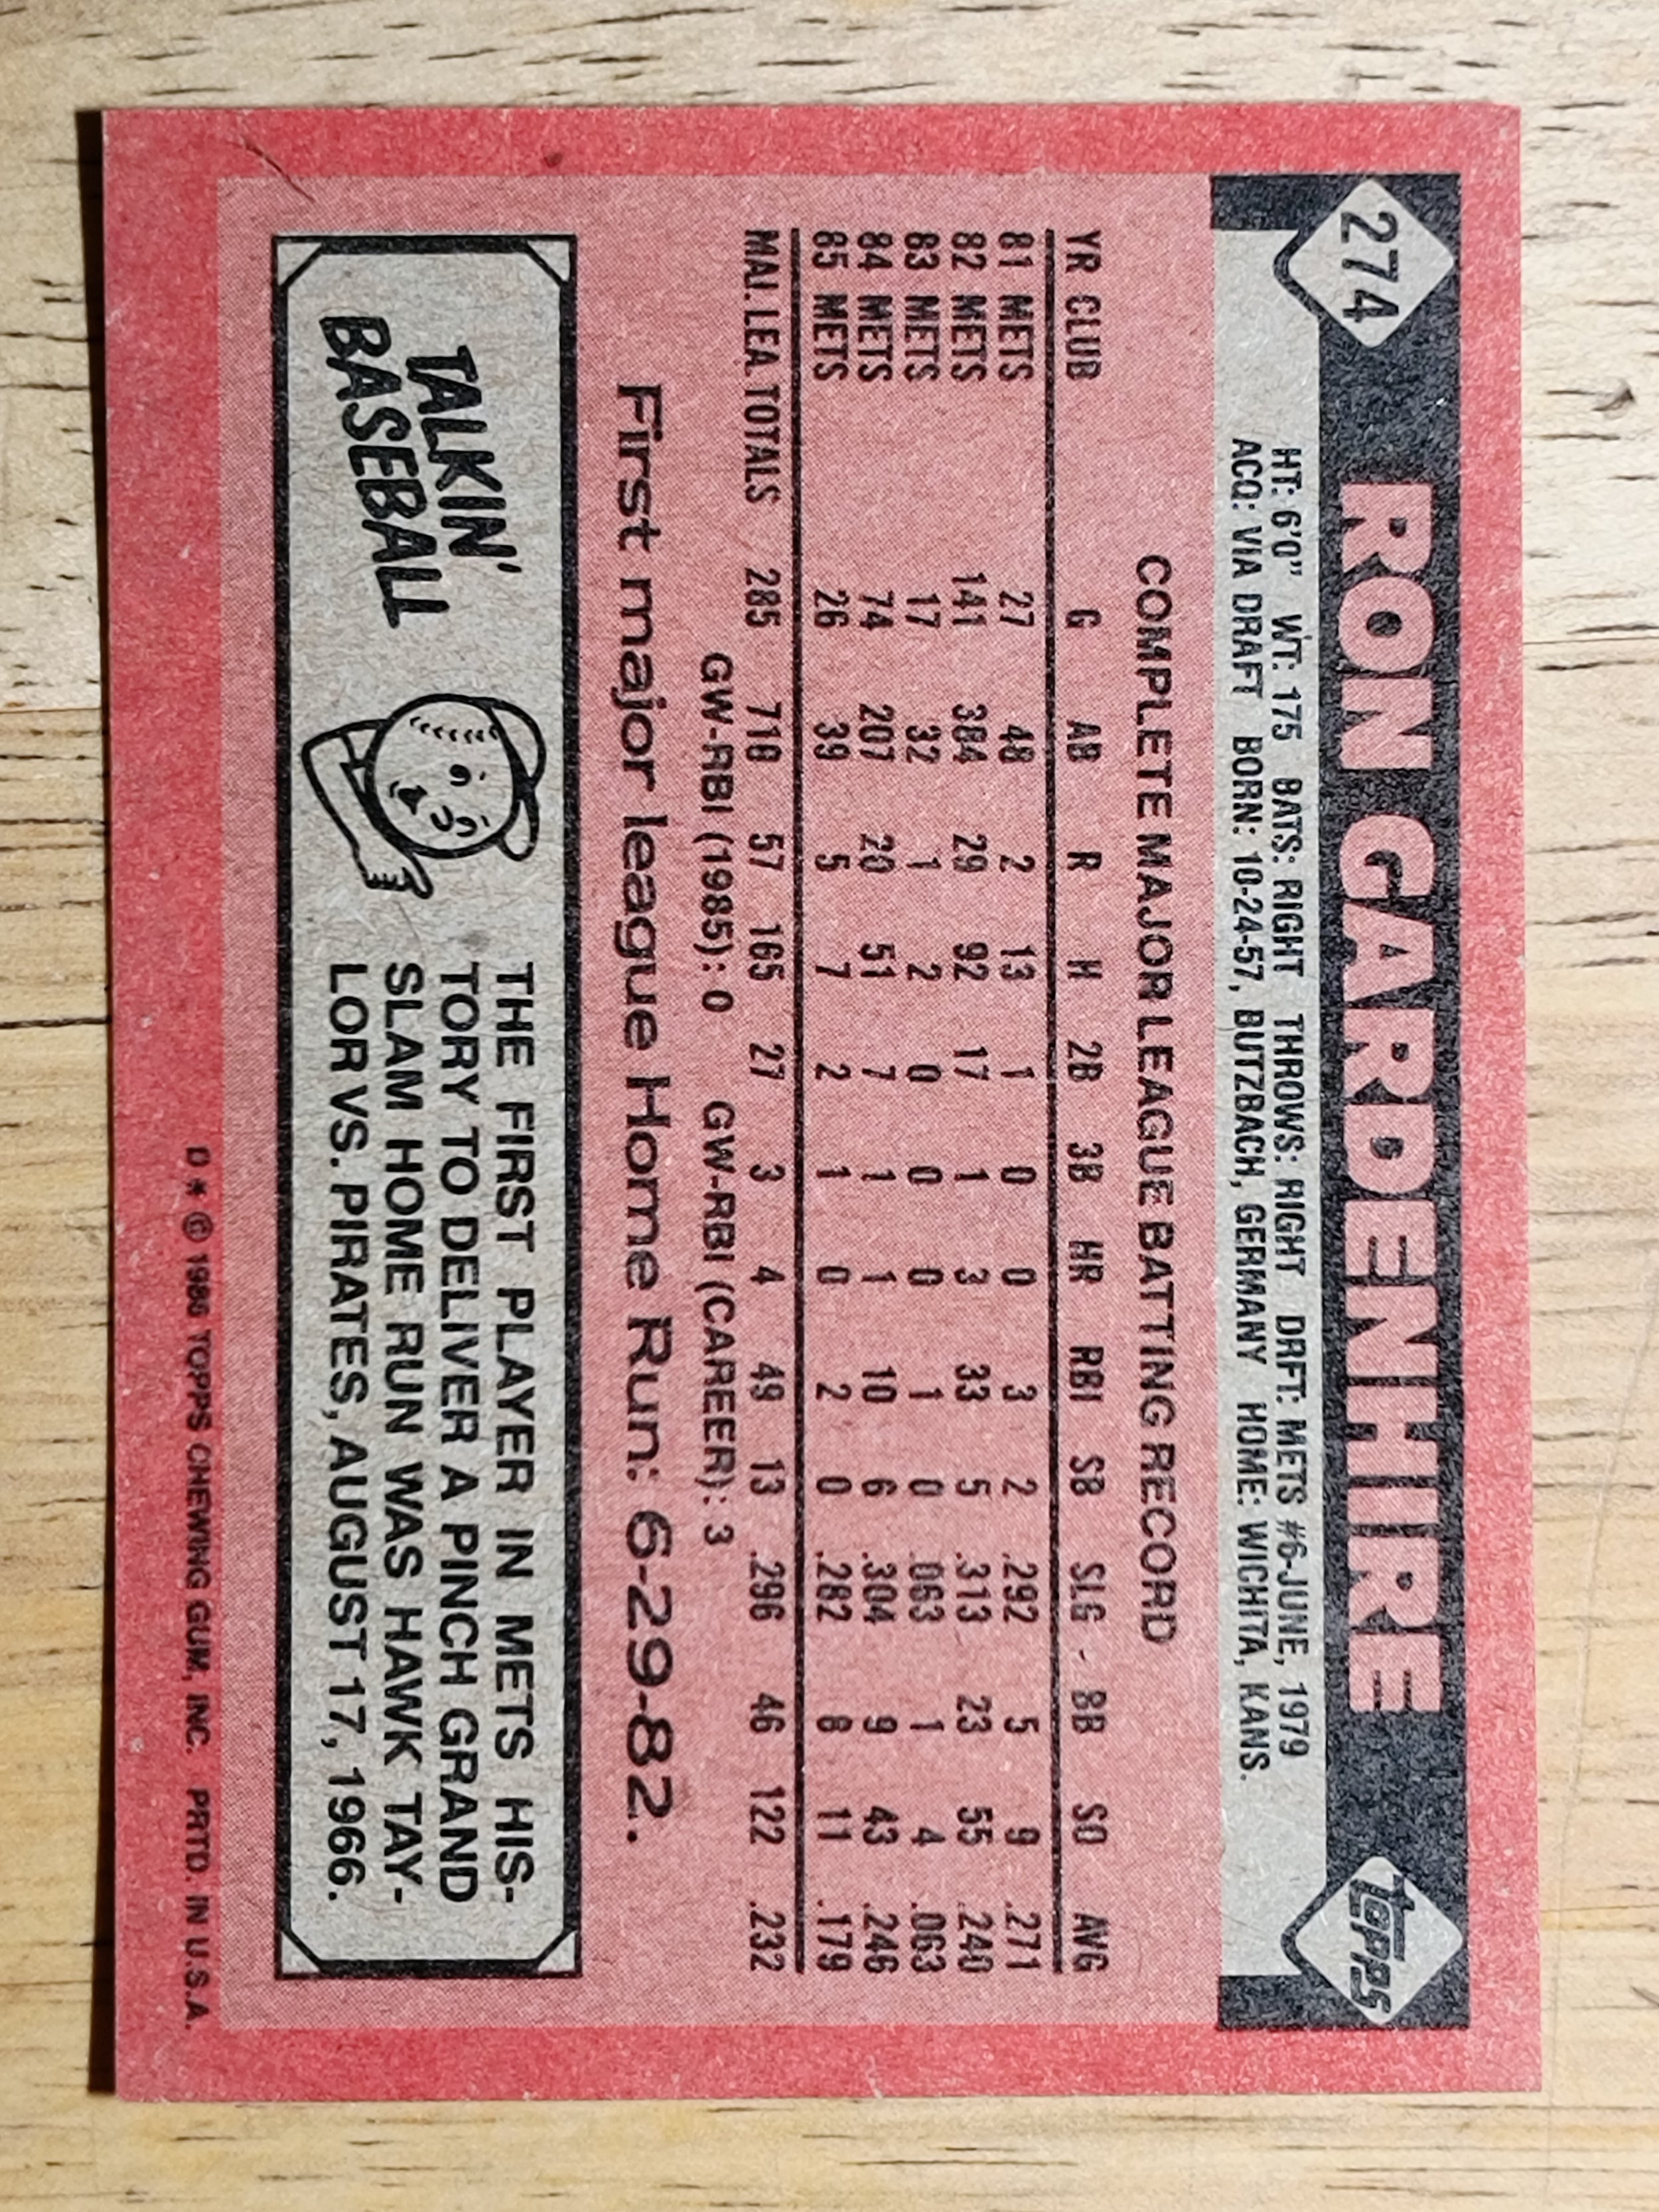 274
RON GARDENHIRE
TOPPS
HT: 6'0" WT: 175 BATS: RIGHT THROWS: RIGHT DRFT: METS #6-JUNE, 1979
ACQ: VIA DRAFT BORN: 10-24-57, BUTZBACH, GERMANY HOME: WICHITA, KANS.
COMPLETE MAJOR LEAGUE BATTING RECORD
YR CLUB G AB R H 2B 3B HR RBI SB SLG - BB SO AVG
81 METS 27 48 2 13 1 0 0 3 2 .292 5 9 .271
82 METS 141 384 29 92 17 1 3 33 5 .313 23 55 .240
83 METS 17 32 1 2 0 0 0 1 0 .063 1 4 .063
84 METS 74 207 20 51 7 1 1 10 6 .304 9 43 .246
85 METS 26 39 5 7 2 1 0 2 0 .282 8 11 .179
MAJ. LEA. TOTALS 285 710 57 165 27 3 4 49 13 .296 46 122 .232
GW-RBI (1985): 0 GW-RBI (CAREER): 3
First major league Home Run: 6-29-82.
TALKIN'
BASEBALL
THE FIRST PLAYER IN METS HIS-
TORY TO DELIVER A PINCH GRAND
SLAM HOME RUN WAS HAWK TAY-
LOR VS. PIRATES, AUGUST 17, 1966.
D * © 1986 TOPPS CHEWING GUM, INC. PRTD. IN U.S.A.